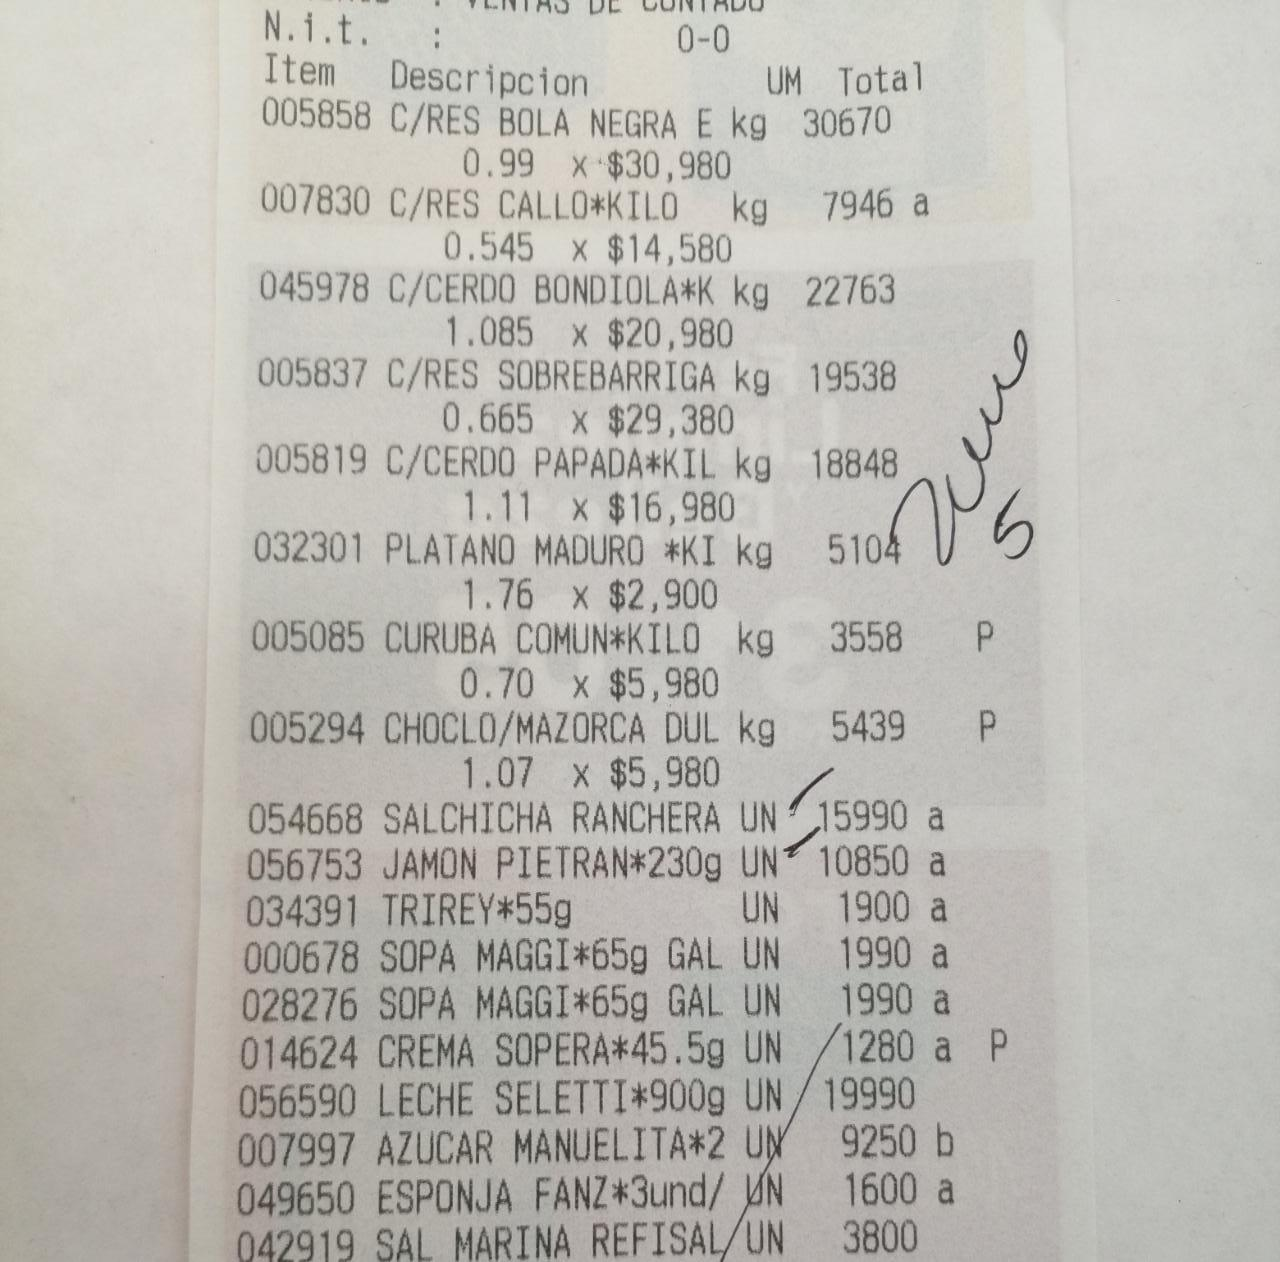 : VENTAS DE CONTADO
N.i.t. : 0-0
Item Descripcion UM Total
005858 C/RES BOLA NEGRA E kg 30670
0.99 x $30,980
007830 C/RES CALLO*KILO kg 7946 a
0.545 x $14,580
045978 C/CERDO BONDIOLA*K kg 22763
1.085 x $20,980
005837 C/RES SOBREBARRIGA kg 19538
0.665 x $29,380
005819 C/CERDO PAPADA*KIL kg 18848
1.11 x $16,980
032301 PLATANO MADURO *KI kg 5104
5
1.76 x $2,900
005085 CURUBA COMUN*KILO kg 3558 P
0.70 x $5,980
005294 CHOCLO/MAZORCA DUL kg 5439 P
1.07 x $5,980
054668 SALCHICHA RANCHERA UN 15990 a
056753 JAMON PIETRAN*230g UN 10850 a
034391 TRIREY*55g UN 1900 a
000678 SOPA MAGGI*65g GAL UN 1990 a
028276 SOPA MAGGI*65g GAL UN 1990 a
014624 CREMA SOPERA*45.5g UN 1280 a P
056590 LECHE SELETTI*900g UN 19990
007997 AZUCAR MANUELITA*2 UN 9250 b
049650 ESPONJA FANZ*3und/ UN 1600 a
042919 SAL MARINA REFISAL UN 3800